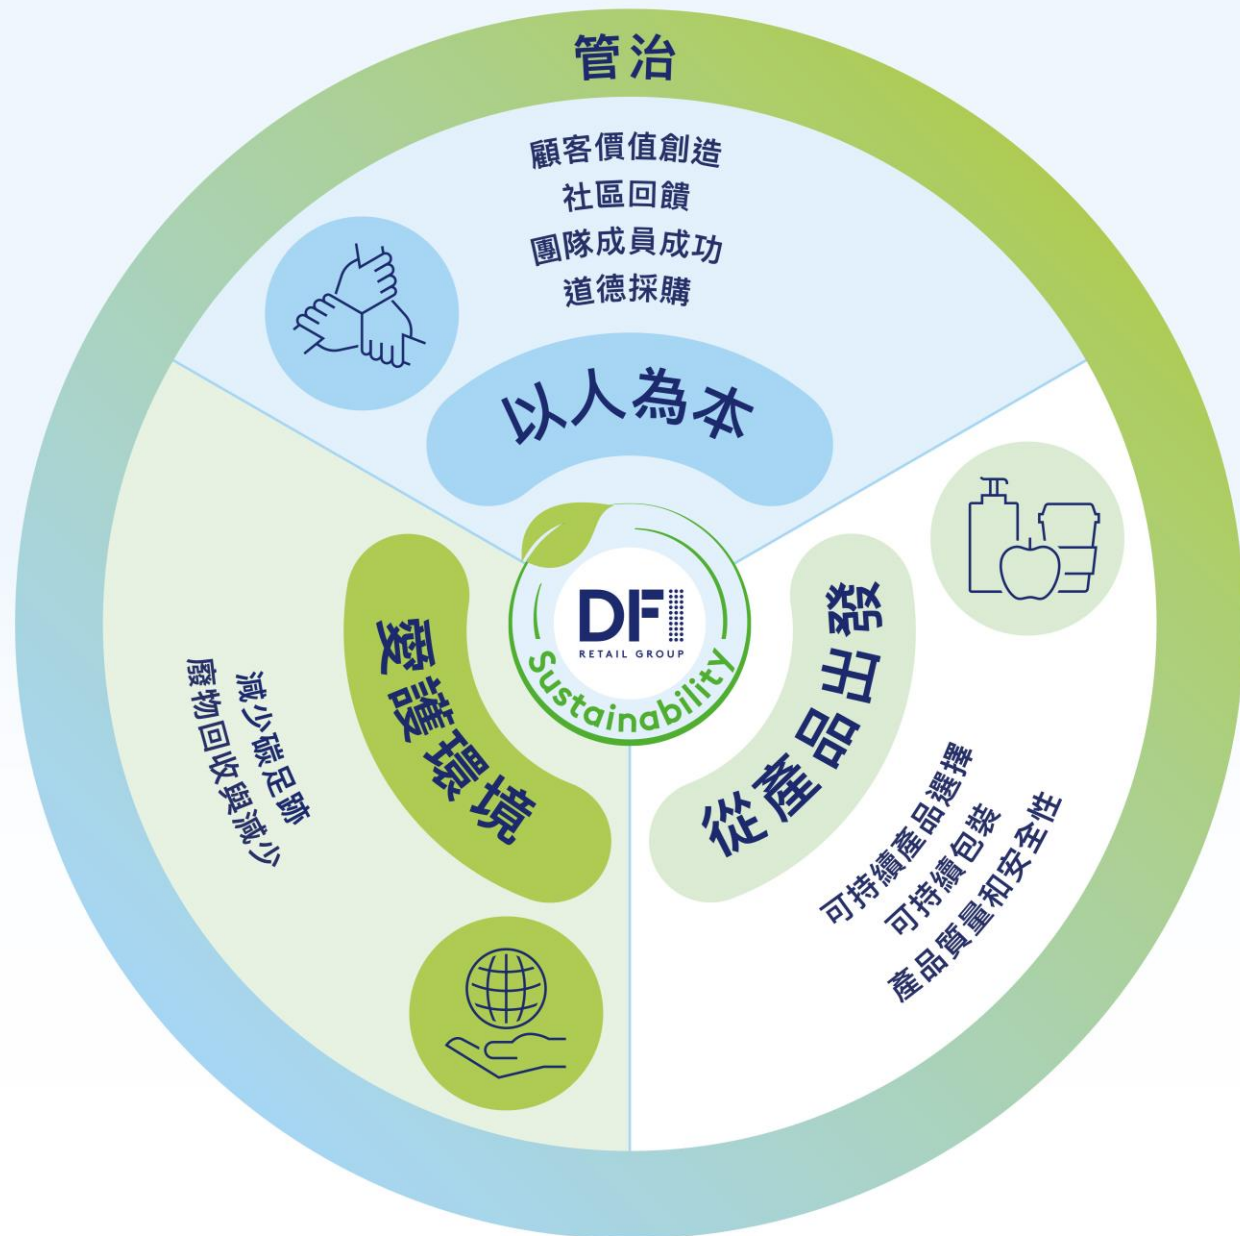 管治
顧客價值創造
社區回饋
團隊成員成功
道德採購
以人為本
DFI
RETAIL GROUP
Sustainability
愛護環境
減少碳足跡
廢物回收與減少
從產品出發
可持續產品選擇
可持續包裝
產品質量和安全性